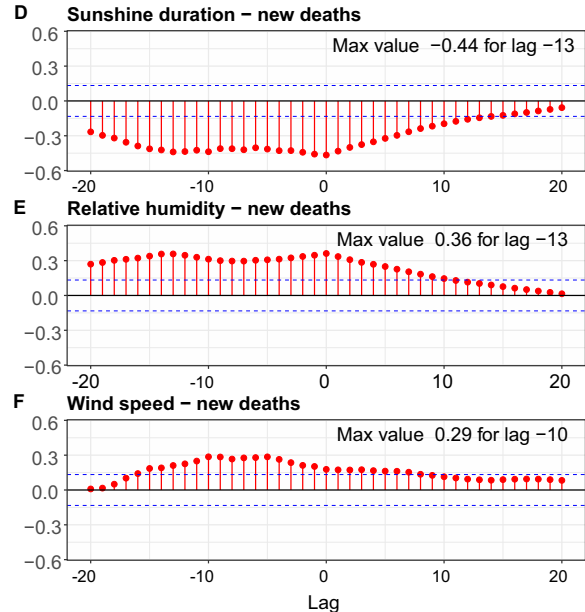 D Sunshine duration − new deaths
Max value −0.44 for lag −13
0.6
0.3
0.0
−0.3
−0.6
-20 -10 0 10 20
E Relative humidity − new deaths
Max value 0.36 for lag −13
0.6
0.3
0.0
−0.3
−0.6
-20 -10 0 10 20
F Wind speed − new deaths
Max value 0.29 for lag −10
0.6
0.3
0.0
−0.3
−0.6
-20 -10 0 10 20
Lag